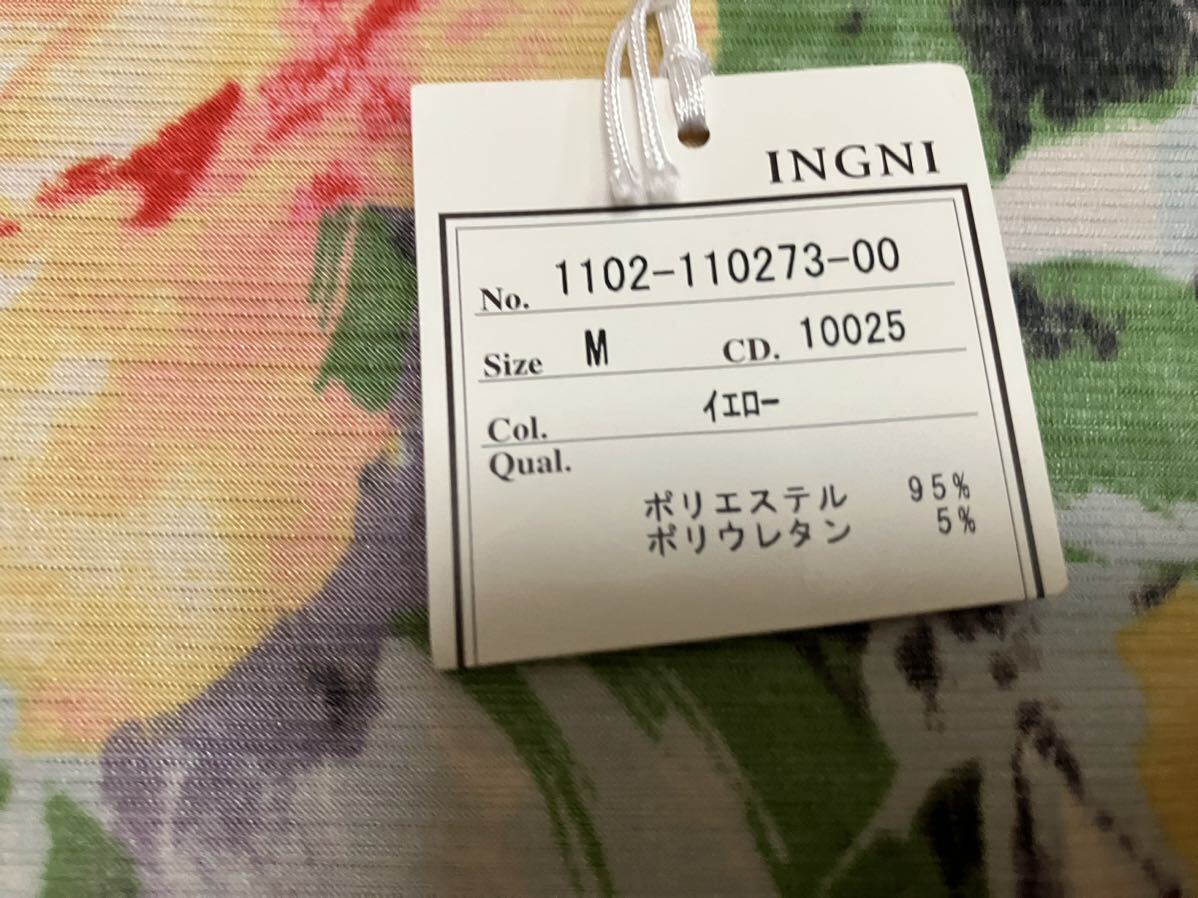 INGNI
No. 1102-110273-00
Size M CD. 10025
Col. ｲｴﾛｰ
Qual.
ポリエステル 95%
ポリウレタン 5%